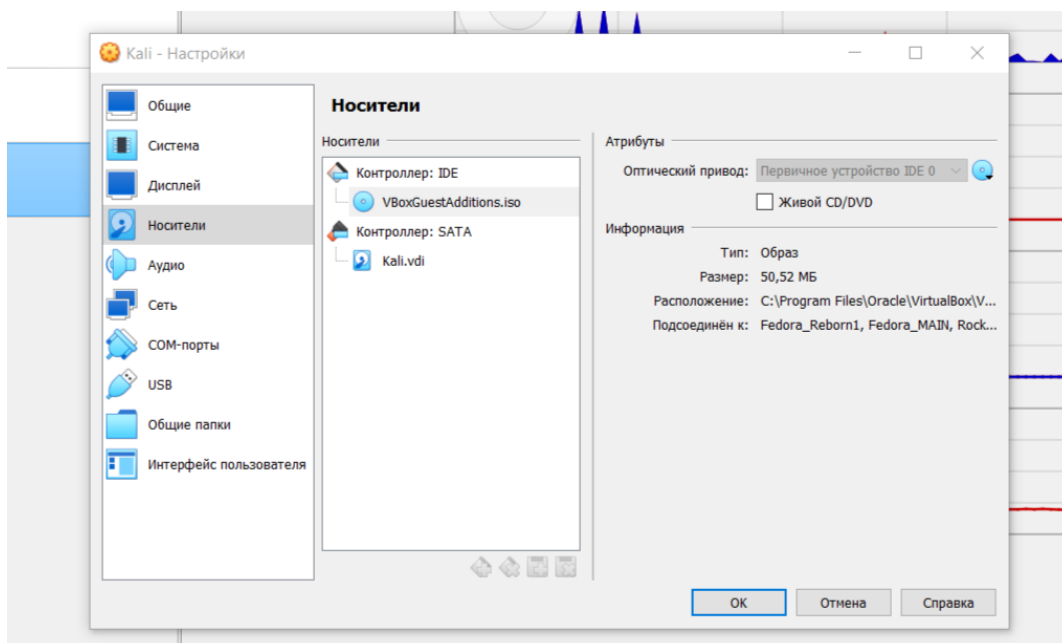 Kali - Настройки
Общие
Система
Дисплей
Носители
Аудио
Сеть
COM-порты
USB
Общие папки
Интерфейс пользователя
Носители
Носители
Контроллер: IDE
VBoxGuestAdditions.iso
Контроллер: SATA
Kali.vdi
Атрибуты
Оптический привод: Первичное устройство IDE 0
Живой CD/DVD
Информация
Тип: Образ
Размер: 50,52 МБ
Расположение: C:\Program Files\Oracle\VirtualBox\V...
Подсоединён к: Fedora_Reborn1, Fedora_MAIN, Rock...
OK
Отмена
Справка